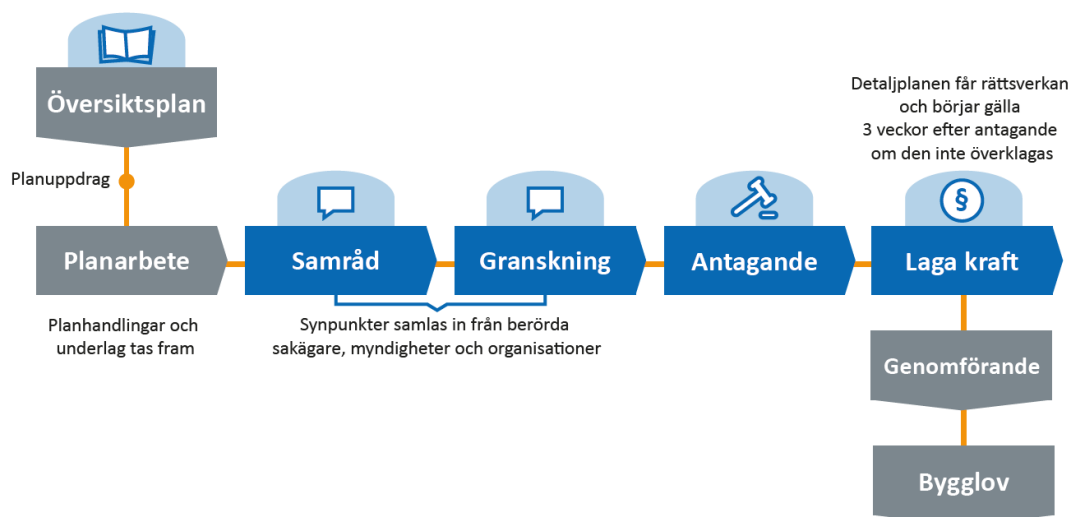 Översiktsplan
Planuppdrag
Detaljplanen får rättsverkan
och börjar gälla
3 veckor efter antagande
om den inte överklagas
§
Planarbete
Samråd
Granskning
Antagande
Laga kraft
Planhandlingar och
underlag tas fram
Synpunkter samlas in från berörda
sakägare, myndigheter och organisationer
Genomförande
Bygglov